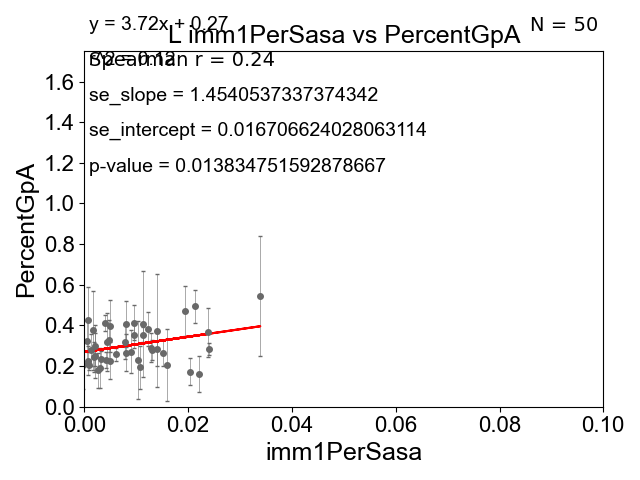 y = 3.72x + 0.27
N = 50
L imm1PerSasa vs PercentGpA
Spearman r = 0.24
se_slope = 1.4540537337374342
se_intercept = 0.016706624028063114
p-value = 0.013834751592878667
PercentGpA
1.6
1.4
1.2
1.0
0.8
0.6
0.4
0.2
0.0
0.00
0.02
0.04
0.06
0.08
0.10
imm1PerSasa